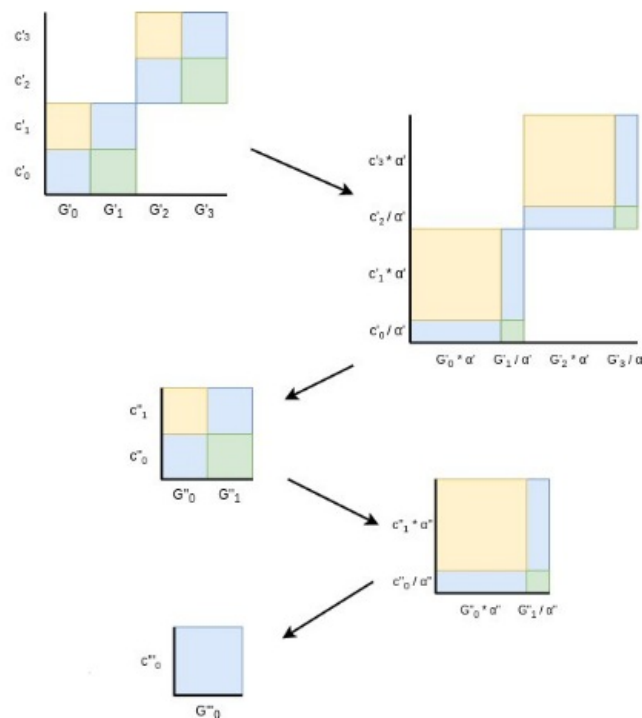 c'₃
c'₂
c'₁
c'₀
G'₀ G'₁ G'₂ G'₃
c'₃ * α'
c'₂ / α'
c'₁ * α'
c'₀ / α'
G'₀ * α' G'₁ / α' G'₂ * α' G'₃ / α
c''₁
c''₀
G''₀ G''₁
c''₁ * α''
c''₀ / α''
G''₀ * α'' G''₁ / α''
c'''₀
G'''₀